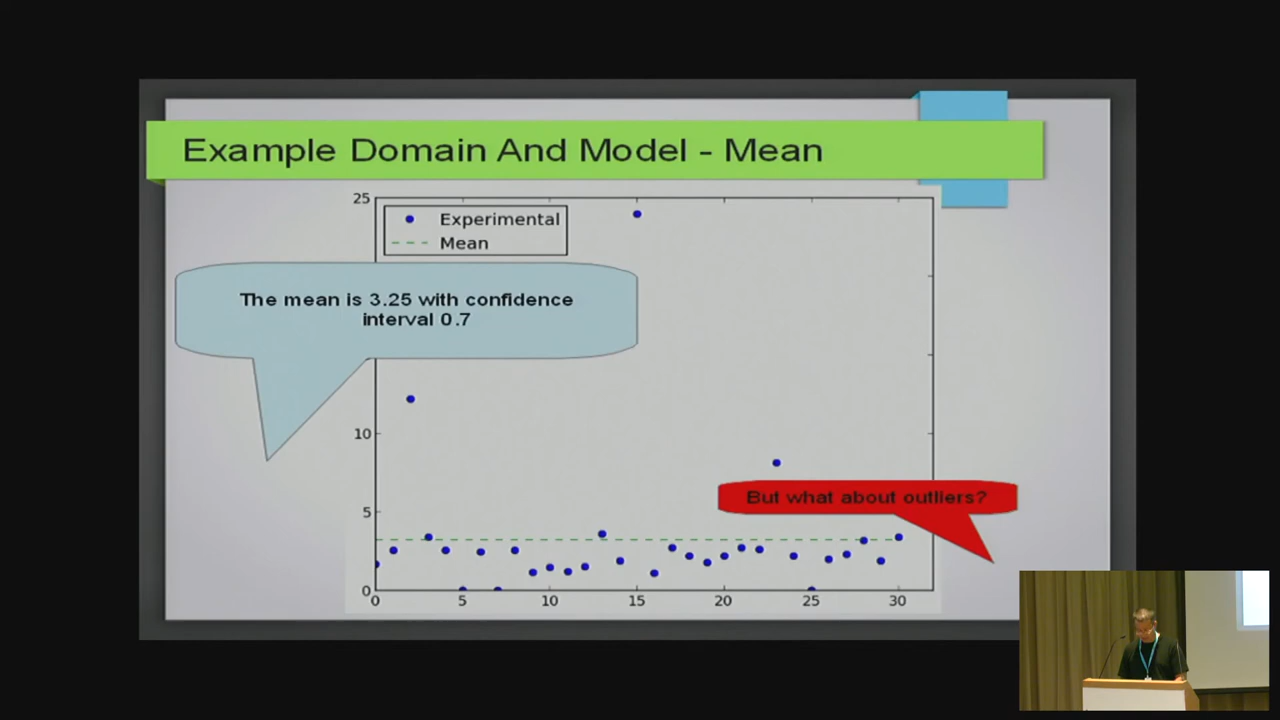 Example Domain And Model - Mean
25
Experimental
Mean
The mean is 3.25 with confidence
interval 0.7
10
But what about outliers?
5
0
0 5 10 15 20 25 30